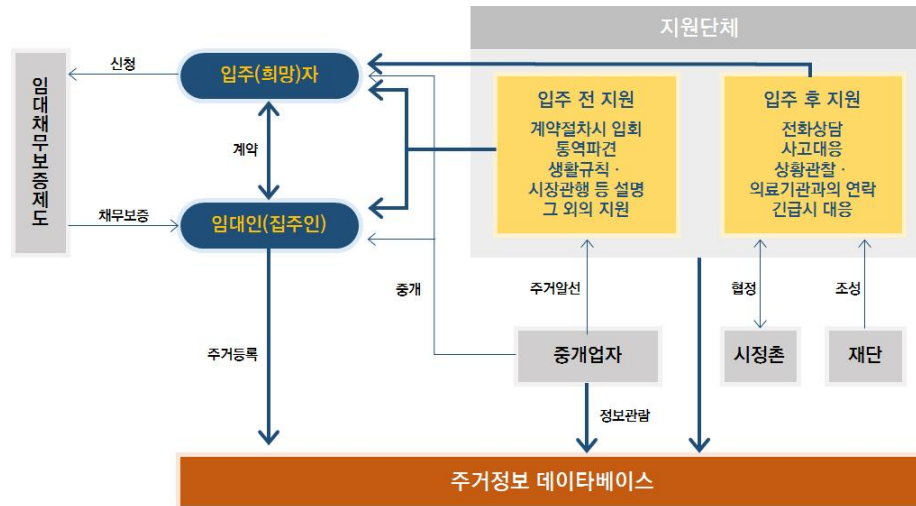 지원단체
신청
입주(희망)자
임대채무보증제도
계약
채무보증
임대인(집주인)
입주 전 지원
계약절차시 입회
통역파견
생활규칙 ·
시장관행 등 설명
그 외의 지원
입주 후 지원
전화상담
사고대응
상황관찰 ·
의료기관과의 연락
긴급시 대응
중개
주거알선
협정
조성
주거등록
중개업자
시정촌
재단
정보관람
주거정보 데이타베이스